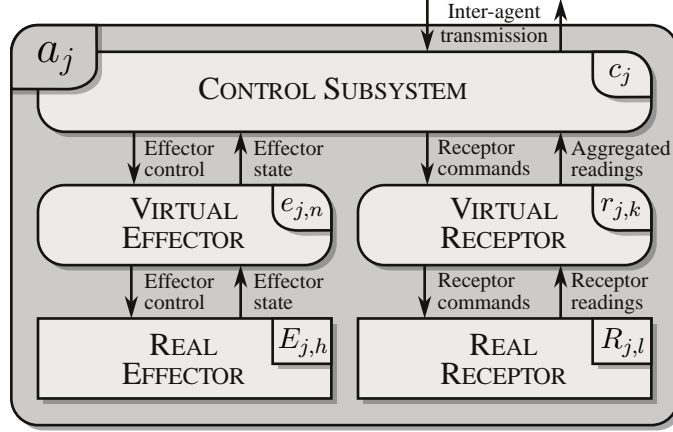 Inter-agent
transmission
a_j
CONTROL SUBSYSTEM
c_j
Effector
control
Effector
state
Receptor
commands
Aggregated
readings
VIRTUAL
EFFECTOR
e_{j,n}
VIRTUAL
RECEPTOR
r_{j,k}
Effector
control
Effector
state
Receptor
commands
Receptor
readings
REAL
EFFECTOR
E_{j,h}
REAL
RECEPTOR
R_{j,l}